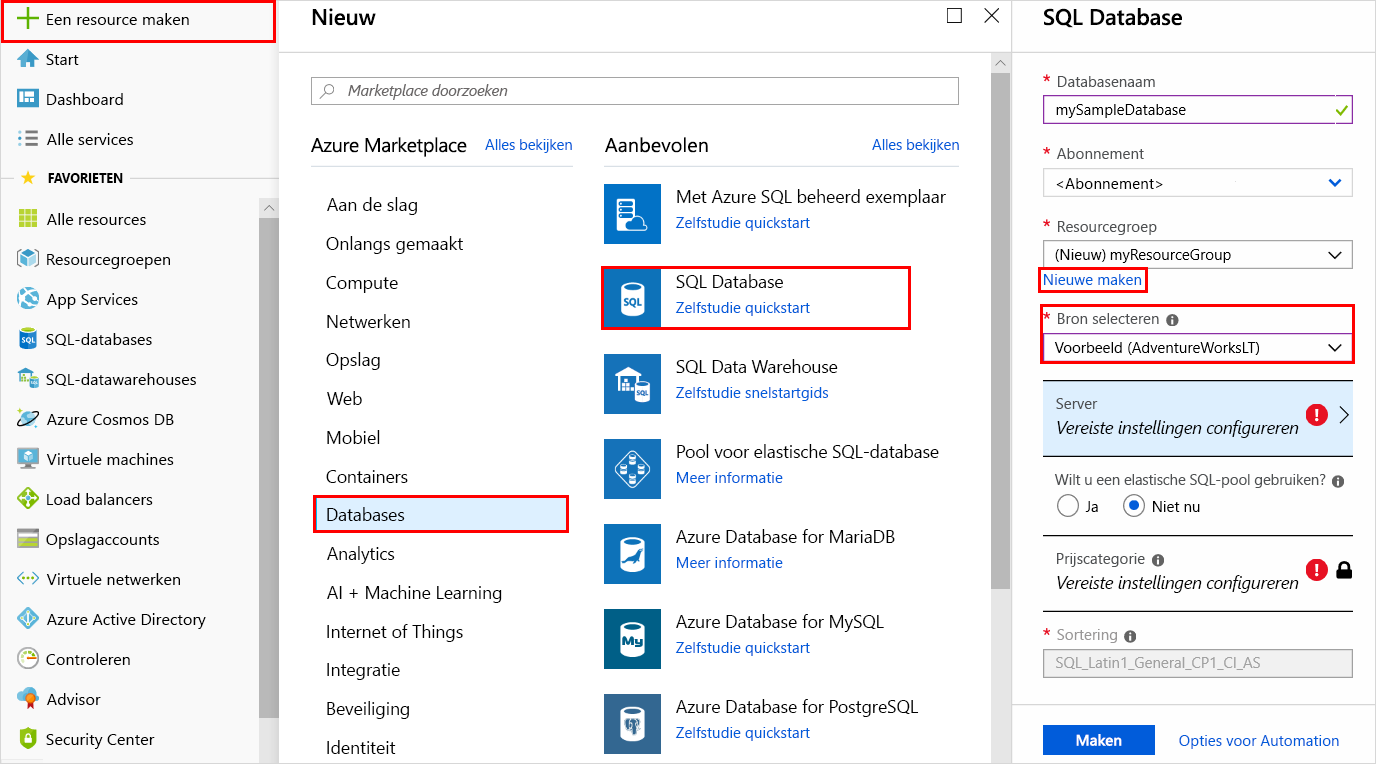 Een resource maken
Start
Dashboard
Alle services
FAVORIETEN
Alle resources
Resourcegroepen
App Services
SQL-databases
SQL-datawarehouses
Azure Cosmos DB
Virtuele machines
Load balancers
Opslagaccounts
Virtuele netwerken
Azure Active Directory
Controleren
Advisor
Security Center
Nieuw
Marketplace doorzoeken
Azure Marketplace
Alles bekijken
Aan de slag
Onlangs gemaakt
Compute
Netwerken
Opslag
Web
Mobiel
Containers
Databases
Analytics
AI + Machine Learning
Internet of Things
Integratie
Beveiliging
Identiteit
Aanbevolen
Alles bekijken
Met Azure SQL beheerd exemplaar
Zelfstudie quickstart
SQL
SQL Database
Zelfstudie quickstart
SQL
SQL Data Warehouse
Zelfstudie snelstartgids
Pool voor elastische SQL-database
Meer informatie
Azure Database for MariaDB
Meer informatie
My
Azure Database for MySQL
Zelfstudie quickstart
Azure Database for PostgreSQL
Zelfstudie quickstart
SQL Database
* Databasenaam
mySampleDatabase
* Abonnement
<Abonnement>
* Resourcegroep
(Nieuw) myResourceGroup
Nieuwe maken
* Bron selecteren
Voorbeeld (AdventureWorksLT)
Server
Vereiste instellingen configureren
Wilt u een elastische SQL-pool gebruiken?
Ja
Niet nu
Prijscategorie
Vereiste instellingen configureren
* Sortering
SQL_Latin1_General_CP1_CI_AS
Maken
Opties voor Automation